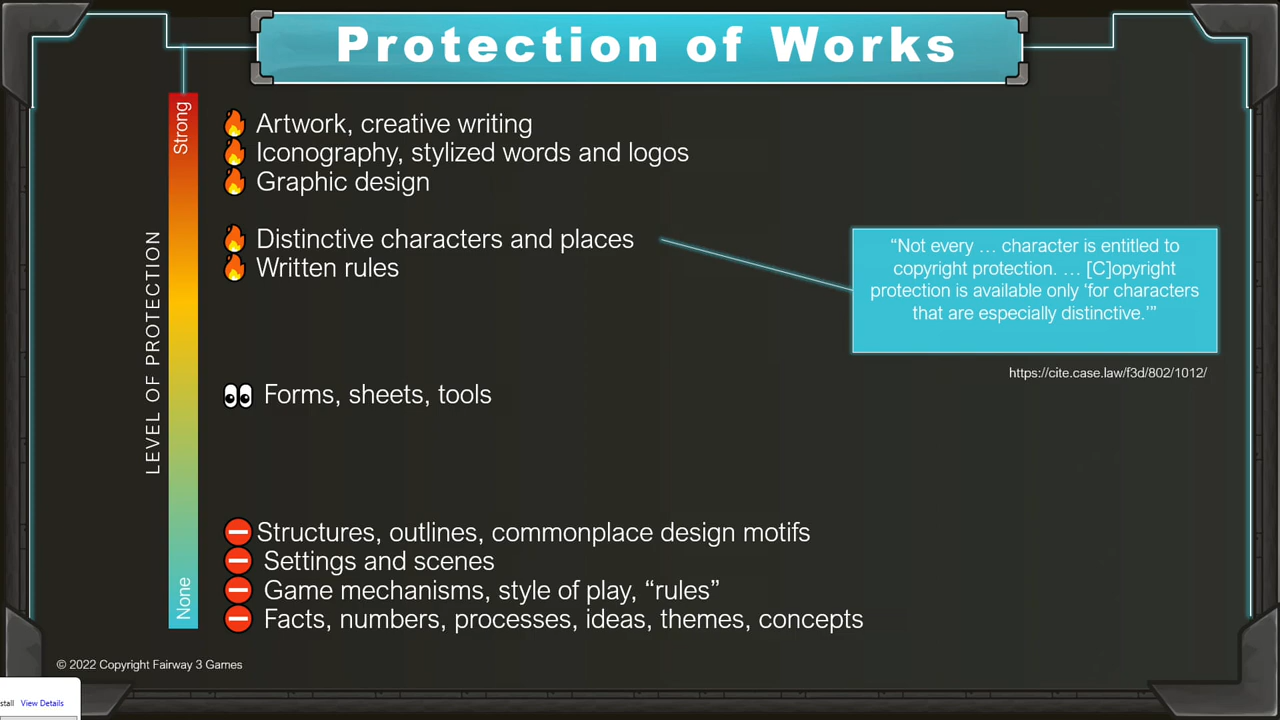 Protection of Works
Strong
LEVEL OF PROTECTION
None
Artwork, creative writing
Iconography, stylized words and logos
Graphic design
Distinctive characters and places
Written rules
“Not every … character is entitled to
copyright protection. … [C]opyright
protection is available only ‘for characters
that are especially distinctive.’”
https://cite.case.law/f3d/802/1012/
Forms, sheets, tools
Structures, outlines, commonplace design motifs
Settings and scenes
Game mechanisms, style of play, “rules”
Facts, numbers, processes, ideas, themes, concepts
© 2022 Copyright Fairway 3 Games
stall View Details